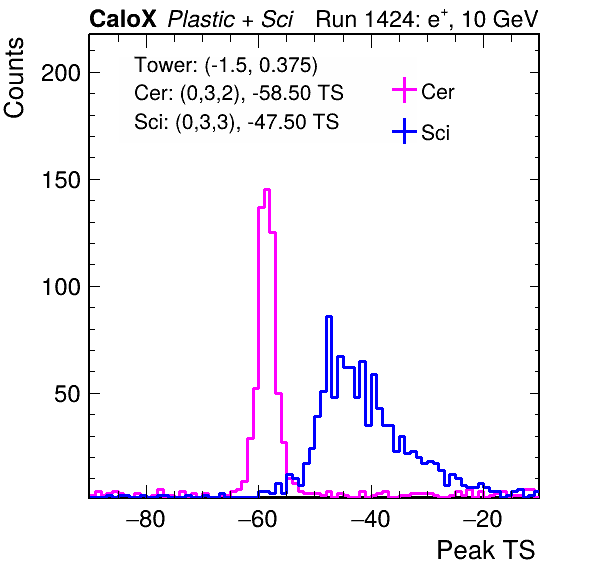 CaloX Plastic + Sci Run 1424: e⁺, 10 GeV
Counts
Tower: (-1.5, 0.375)
Cer: (0,3,2), -58.50 TS
Sci: (0,3,3), -47.50 TS
Cer
Sci
200
150
100
50
−80 −60 −40 −20
Peak TS